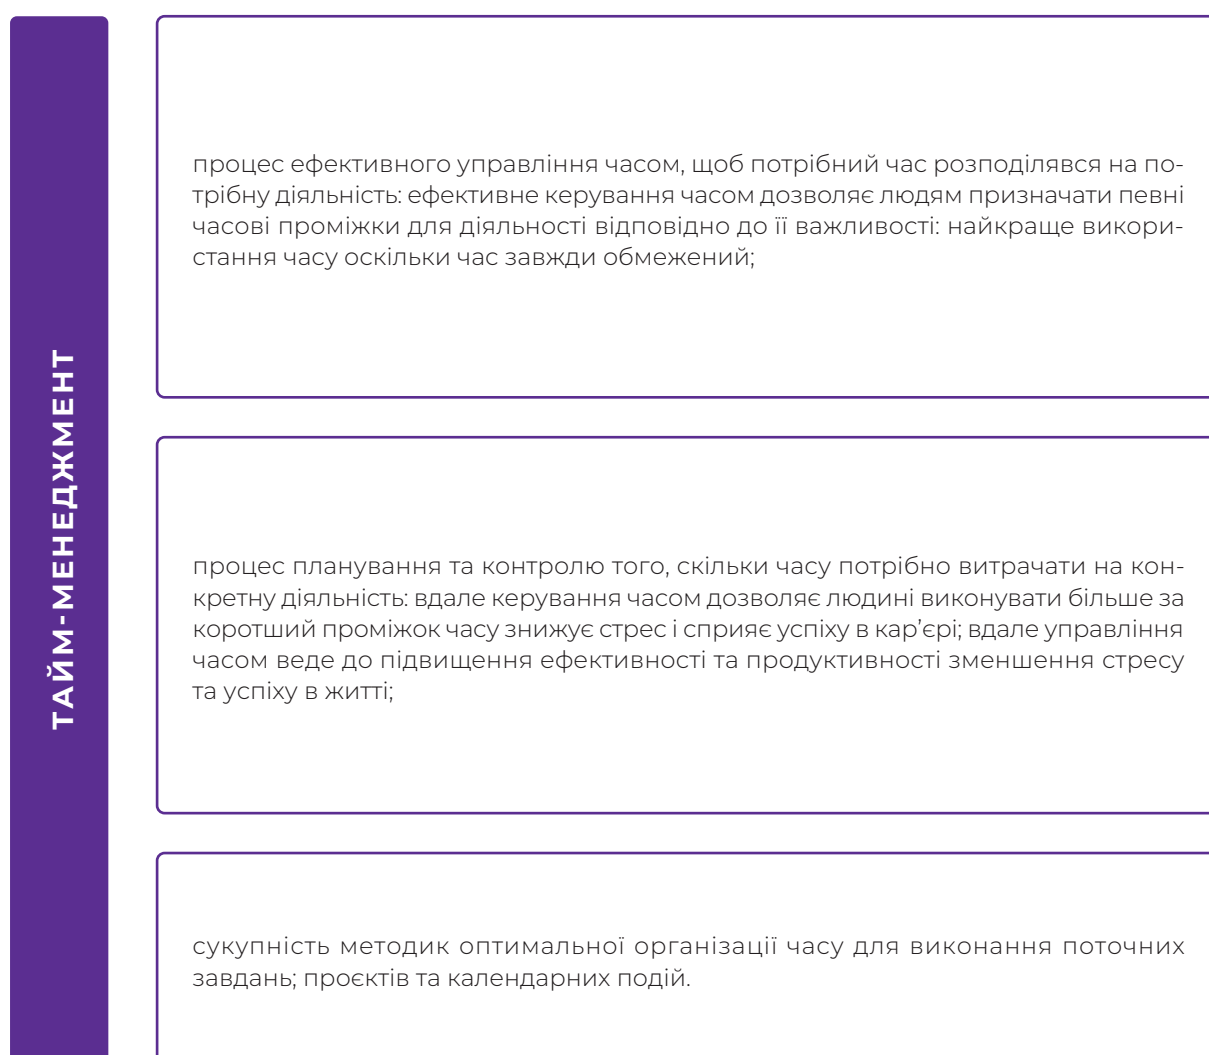 ТАЙМ-МЕНЕДЖМЕНТ
процес ефективного управління часом, щоб потрібний час розподілявся на по-
трібну діяльність: ефективне керування часом дозволяє людям призначати певні
часові проміжки для діяльності відповідно до її важливості: найкраще викори-
стання часу оскільки час завжди обмежений;
процес планування та контролю того, скільки часу потрібно витрачати на кон-
кретну діяльність: вдале керування часом дозволяє людині виконувати більше за
коротший проміжок часу знижує стрес і сприяє успіху в кар’єрі; вдале управління
часом веде до підвищення ефективності та продуктивності зменшення стресу
та успіху в житті;
сукупність методик оптимальної організації часу для виконання поточних
завдань; проєктів та календарних подій.